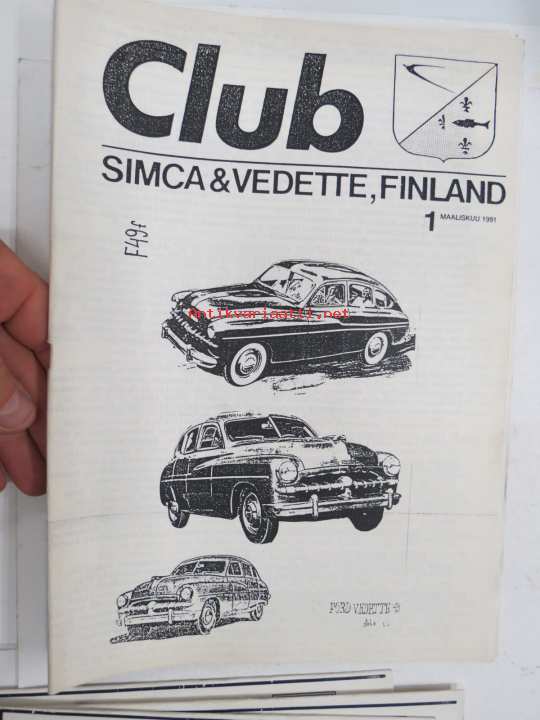 Club
SIMCA & VEDETTE, FINLAND
1 MAALISKUU 1991
F49f
antikvariaatti.net
FORD VEDETTE